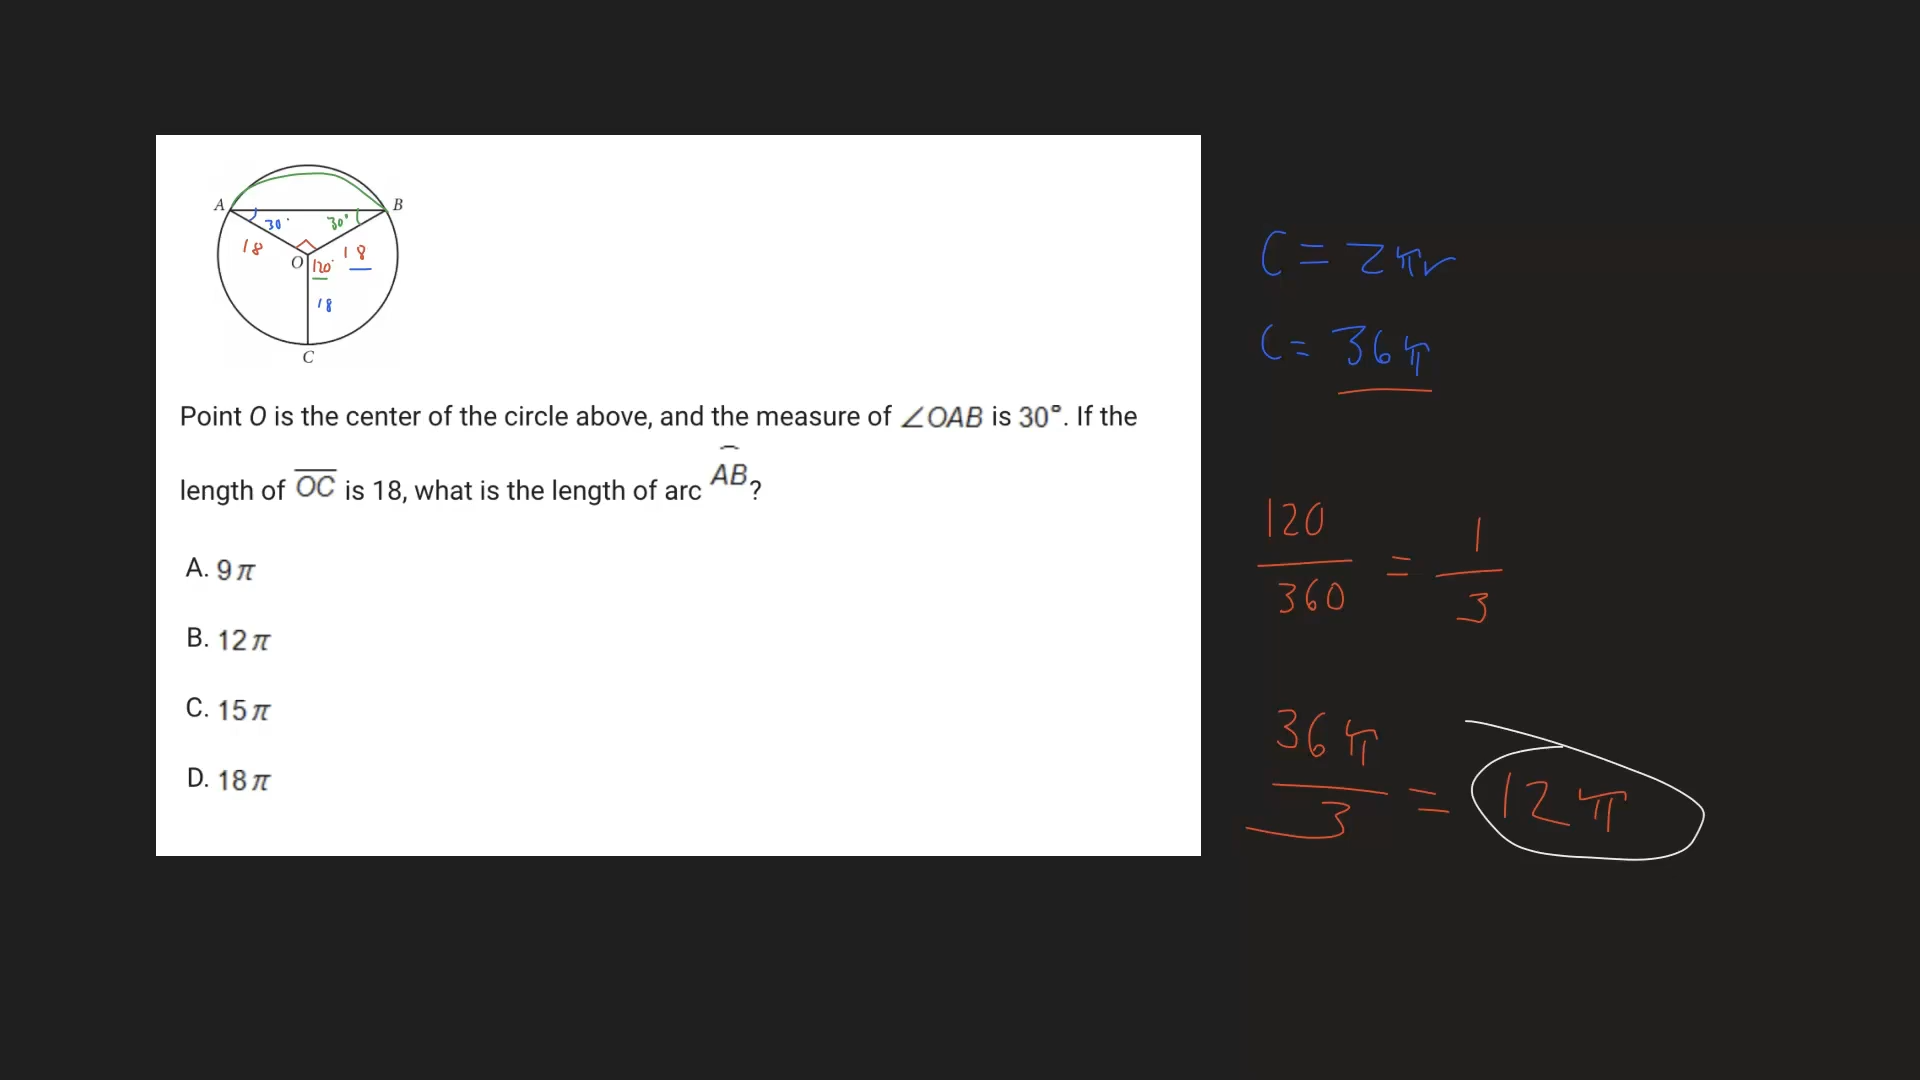 A
B
30°
30°
18
18
O
120°
18
C
Point O is the center of the circle above, and the measure of ∠OAB is 30°. If the
length of OC is 18, what is the length of arc AB?
A. 9π
B. 12π
C. 15π
D. 18π
C = 2πr
C = 36π
120
360
=
1
3
36π
3
= 12π